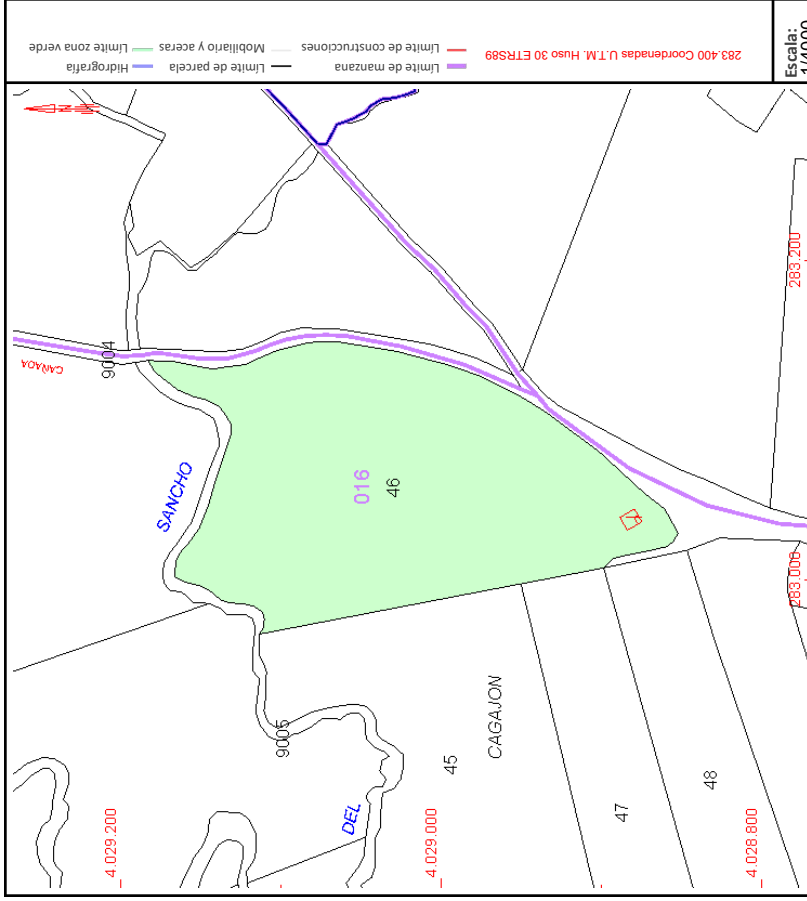 283.400 Coordenadas U.T.M. Huso 30 ETRS89
Límite de manzana
Límite de parcela
Hidrografía
Límite de construcciones
Mobiliario y aceras
Límite zona verde
Escala:
1/4000
CAÑADA
9004
283.200
SANCHO
016
46
283.000
9005
CAGAJON
45
DEL
47
48
4.029.200
4.029.000
4.028.800